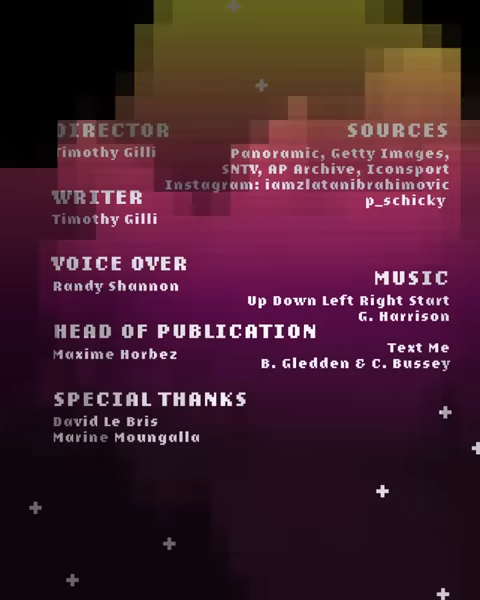 DIRECTOR
Timothy Gilli
WRITER
Timothy Gilli
VOICE OVER
Randy Shannon
HEAD OF PUBLICATION
Maxime Horbez
SPECIAL THANKS
David Le Bris
Marine Moungalla
SOURCES
Panoramic, Getty Images,
SNTV, AP Archive, Iconsport
Instagram: iamzlatanibrahimovic
p_schicky
MUSIC
Up Down Left Right Start
G. Harrison
Text Me
B. Gledden & C. Bussey